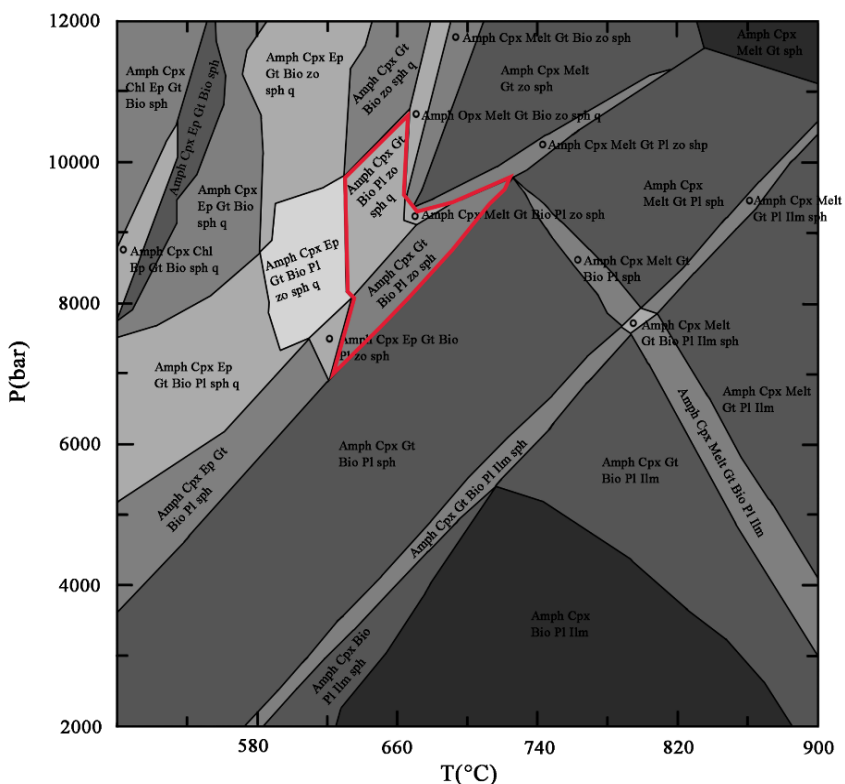 12000
10000
8000
6000
4000
2000
P(bar)
580
660
740
820
900
T(°C)
Amph Cpx
Chl Ep Gt
Bio sph
Amph Cpx Ep Gt Bio sph
Amph Cpx Ep
Gt Bio zo
sph q
Amph Cpx Gt
Bio zo sph q
Amph Cpx Melt Gt Bio zo sph
Amph Cpx Melt
Gt zo sph
Amph Cpx
Melt Gt sph
Amph Opx Melt Gt Bio zo sph q
Amph Cpx Melt Gt Pl zo shp
Amph Cpx Gt
Bio Pl zo
sph q
Amph Cpx
Ep Gt Bio
sph q
Amph Cpx Melt
Gt Pl sph
Amph Cpx Melt
Gt Pl Ilm sph
Amph Cpx Melt Gt Bio Pl zo sph
Amph Cpx Chl
Ep Gt Bio sph q
Amph Cpx Ep
Gt Bio Pl
zo sph q
Amph Cpx Gt
Bio Pl zo sph
Amph Cpx Melt Gt
Bio Pl sph
Amph Cpx Ep Gt Bio
Pl zo sph
Amph Cpx Melt
Gt Bio Pl Ilm sph
Amph Cpx Ep
Gt Bio Pl sph q
Amph Cpx Melt
Gt Pl Ilm
Amph Cpx Gt
Bio Pl sph
Amph Cpx Ep Gt
Bio Pl sph
Amph Cpx Gt Bio Pl Ilm sph
Amph Cpx Gt
Bio Pl Ilm
Amph Cpx Melt Gt Bio Pl Ilm
Amph Cpx Bio
Pl Ilm sph
Amph Cpx
Bio Pl Ilm